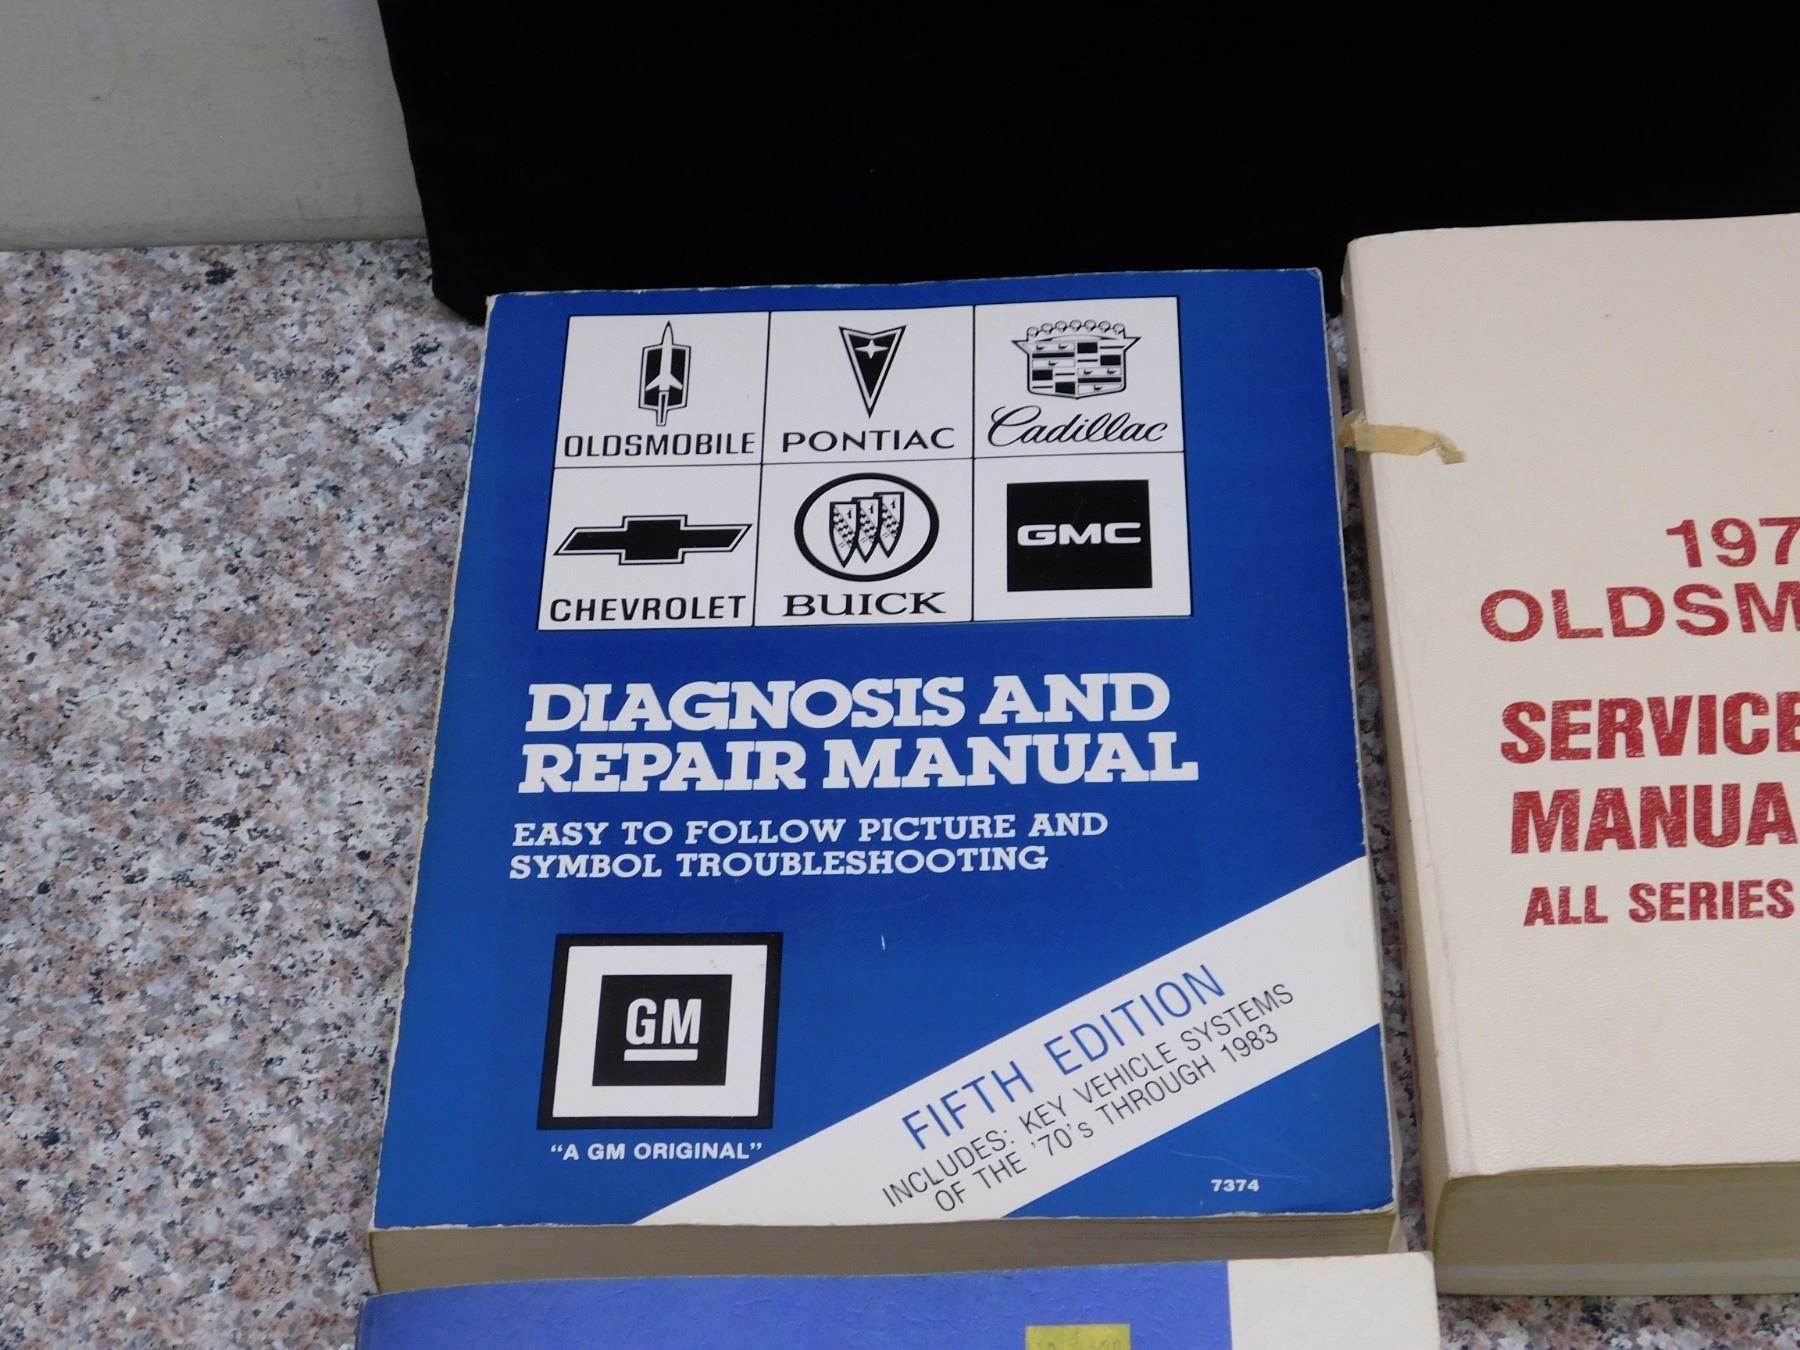 OLDSMOBILE
PONTIAC
Cadillac
CHEVROLET
BUICK
GMC
DIAGNOSIS AND
REPAIR MANUAL
EASY TO FOLLOW PICTURE AND
SYMBOL TROUBLESHOOTING
GM
"A GM ORIGINAL"
FIFTH EDITION
INCLUDES: KEY VEHICLE SYSTEMS
OF THE '70's THROUGH 1983
7374
197
OLDSM
SERVICE
MANUA
ALL SERIES